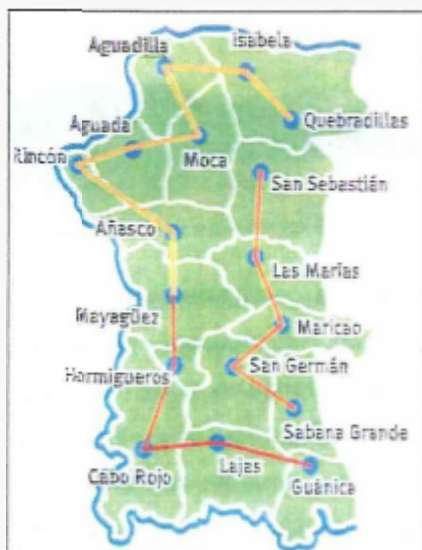 Isabela
Aguadilla
Quebradillas
Aguada
Moca
Rincón
San Sebastián
Añasco
Las Marías
Mayagüez
Maricao
San Germán
Hormigueros
Sabana Grande
Cabo Rojo
Lajas
Guánica